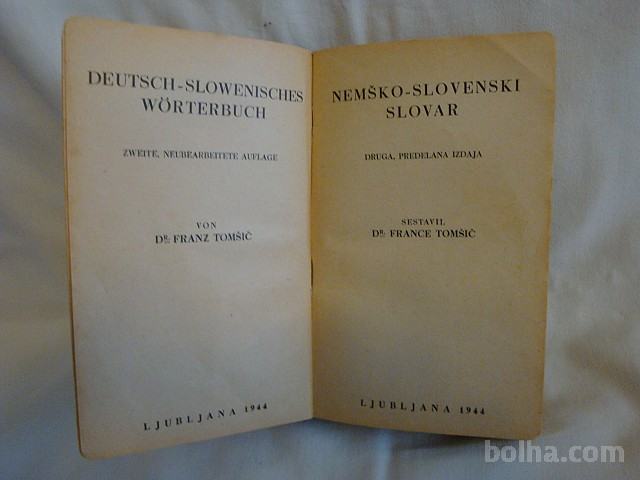 DEUTSCH-SLOWENISCHES
WÖRTERBUCH
ZWEITE, NEUBEARBEITETE AUFLAGE
VON
DR: FRANZ TOMŠIČ
LJUBLJANA 1944
NEMŠKO-SLOVENSKI
SLOVAR
DRUGA, PREDELANA IZDAJA
SESTAVIL
DR: FRANCE TOMŠIČ
LJUBLJANA 1944
bolha.com